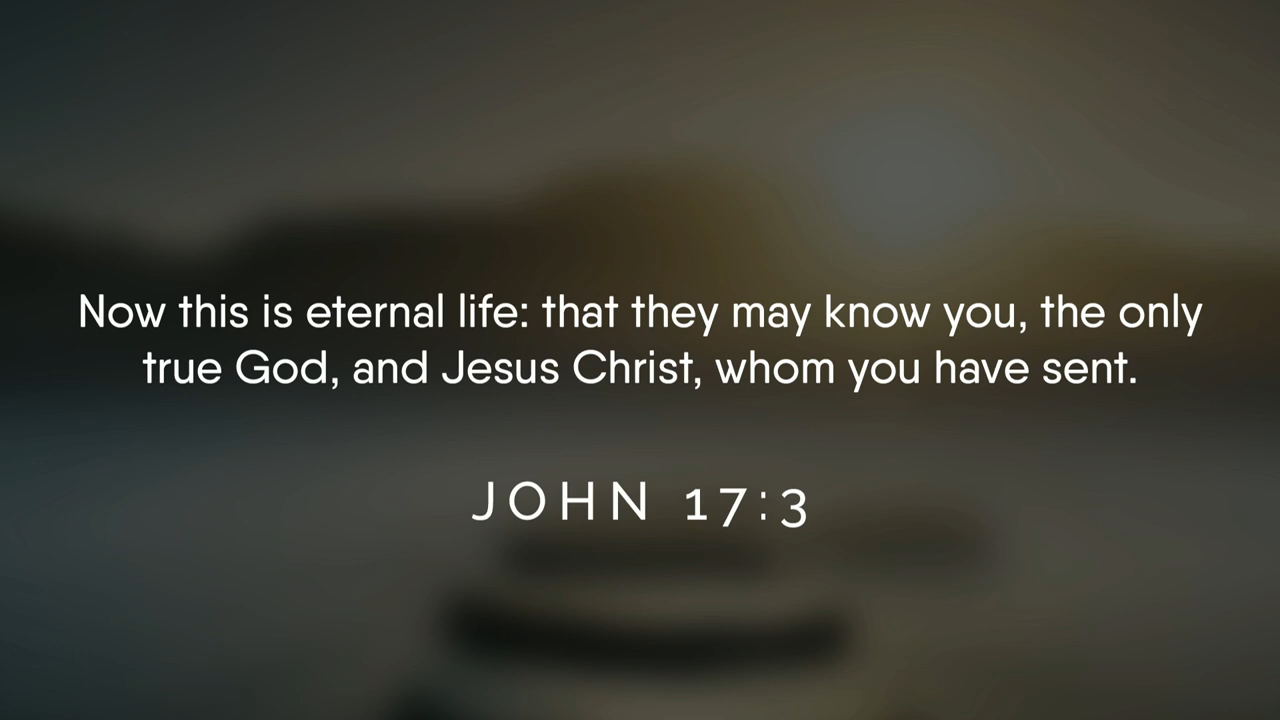 Now this is eternal life: that they may know you, the only
true God, and Jesus Christ, whom you have sent.
JOHN 17:3